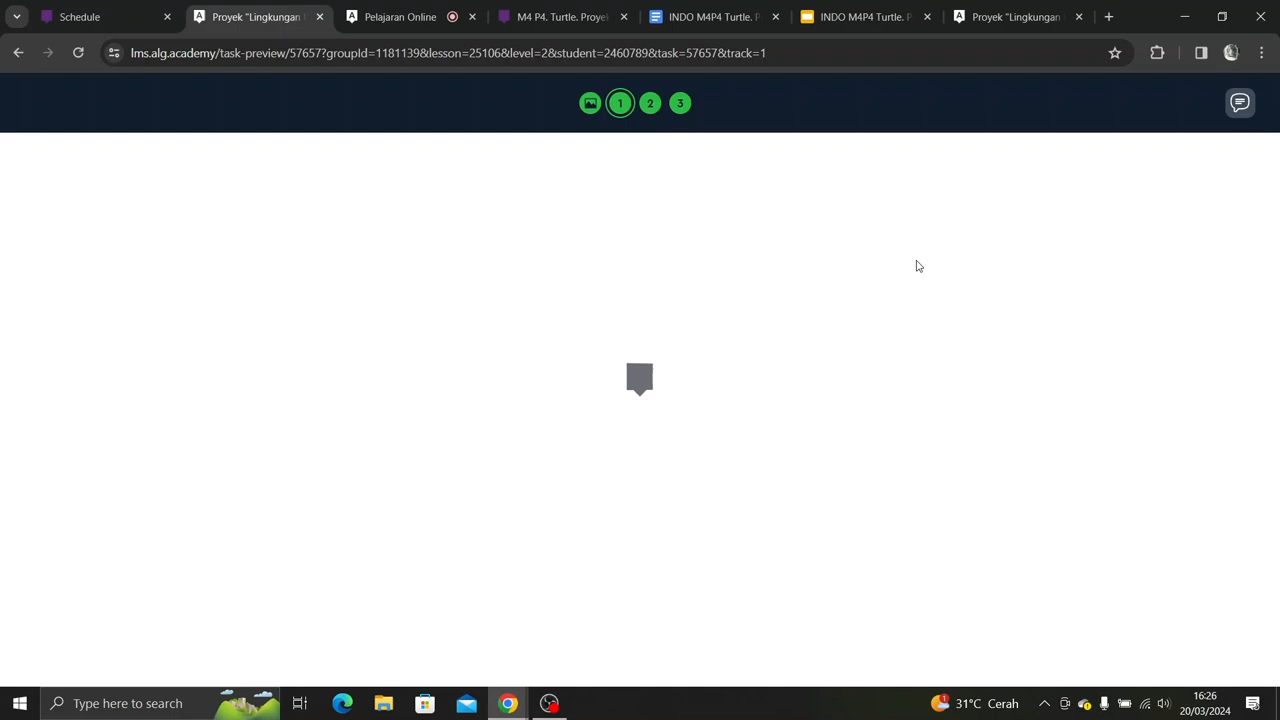 Schedule
Proyek "Lingkungan
Pelajaran Online
M4 P4. Turtle. Proye
INDO M4P4 Turtle. P
INDO M4P4 Turtle. P
Proyek "Lingkungan
lms.alg.academy/task-preview/57657?groupId=1181139&lesson=25106&level=2&student=2460789&task=57657&track=1
1 2 3
Type here to search
1
31°C Cerah
16:26
20/03/2024